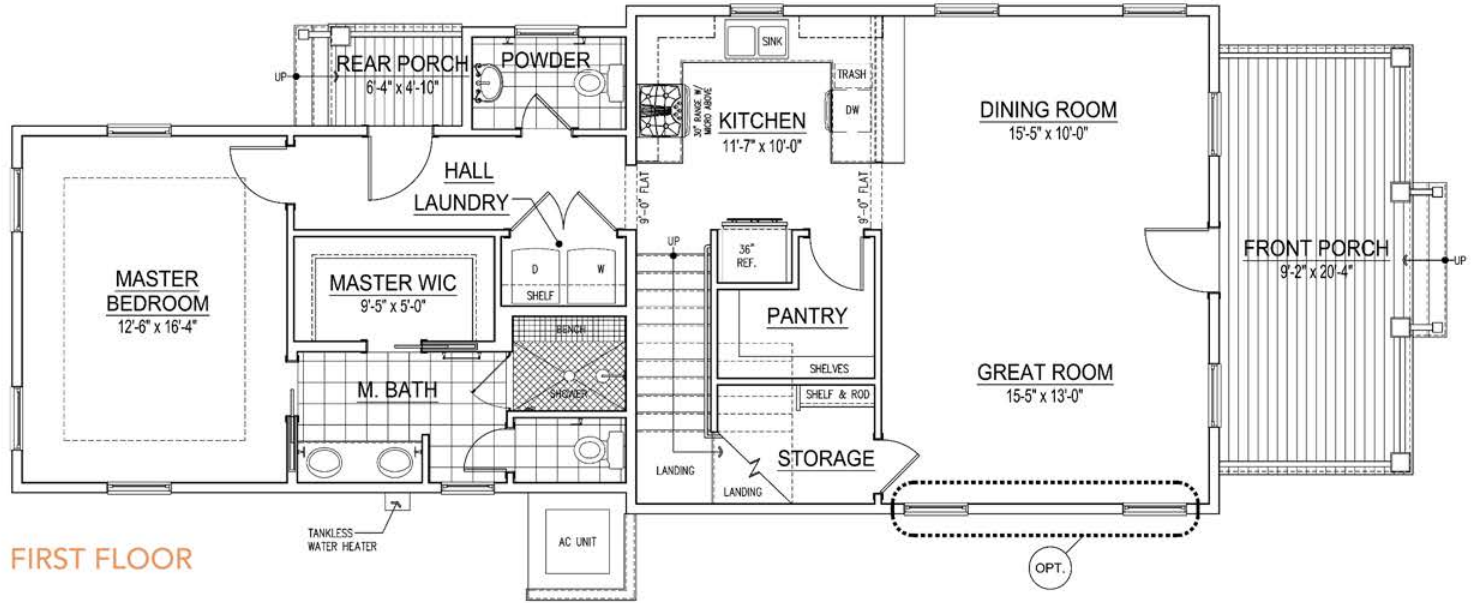 REAR PORCH
6'-4" x 4'-10"
UP
POWDER
SINK
TRASH
DW
30" RANGE W/
MICRO ABOVE
KITCHEN
11'-7" x 10'-0"
DINING ROOM
15'-5" x 10'-0"
HALL
LAUNDRY
9'-0" FLAT
9'-0" FLAT
UP
36"
REF.
D
W
SHELF
MASTER
BEDROOM
12'-6" x 16'-4"
MASTER WIC
9'-5" x 5'-0"
FRONT PORCH
9'-2" x 20'-4"
UP
PANTRY
SHELVES
BENCH
SHOWER
M. BATH
GREAT ROOM
15-5" x 13'-0"
SHELF & ROD
STORAGE
LANDING
LANDING
TANKLESS
WATER HEATER
AC UNIT
OPT.
FIRST FLOOR